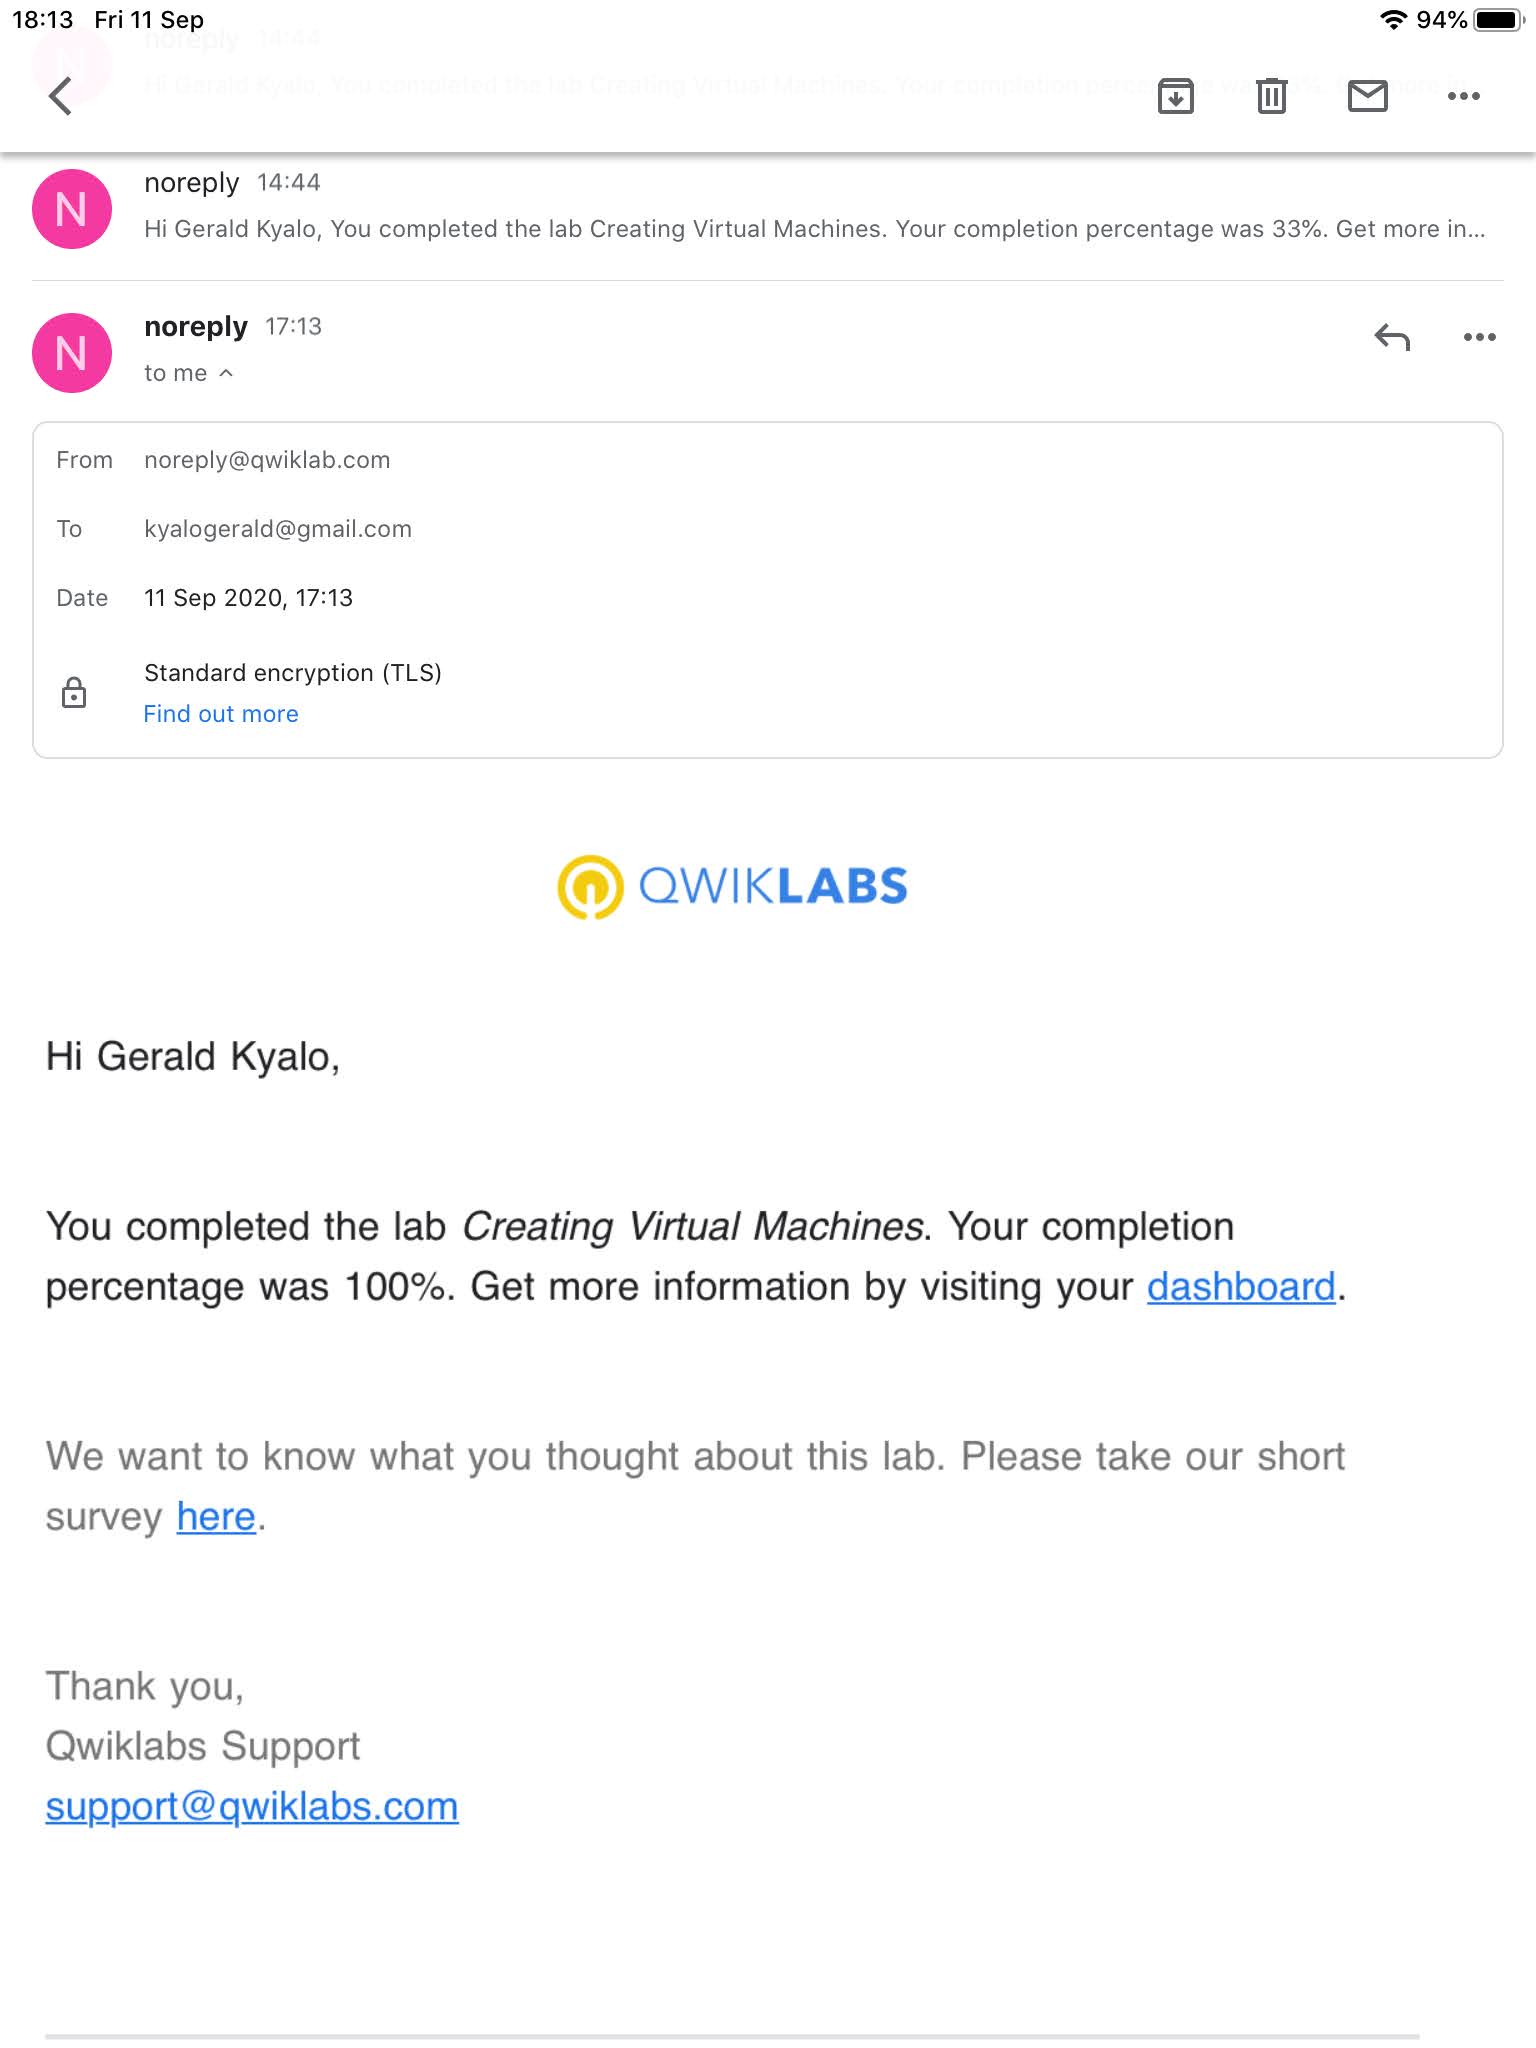 18:13 Fri 11 Sep 94%
noreply 14:44
Hi Gerald Kyalo, You completed the lab Creating Virtual Machines. Your completion
noreply 14:44
Hi Gerald Kyalo, You completed the lab Creating Virtual Machines. Your completion percentage was 33%. Get more in...
noreply 17:13
to me
From noreply@qwiklab.com
To kyalogerald@gmail.com
Date 11 Sep 2020, 17:13
Standard encryption (TLS)
Find out more
QWIKLABS
Hi Gerald Kyalo,
You completed the lab Creating Virtual Machines. Your completion
percentage was 100%. Get more information by visiting your dashboard.
We want to know what you thought about this lab. Please take our short
survey here.
Thank you,
Qwiklabs Support
support@qwiklabs.com